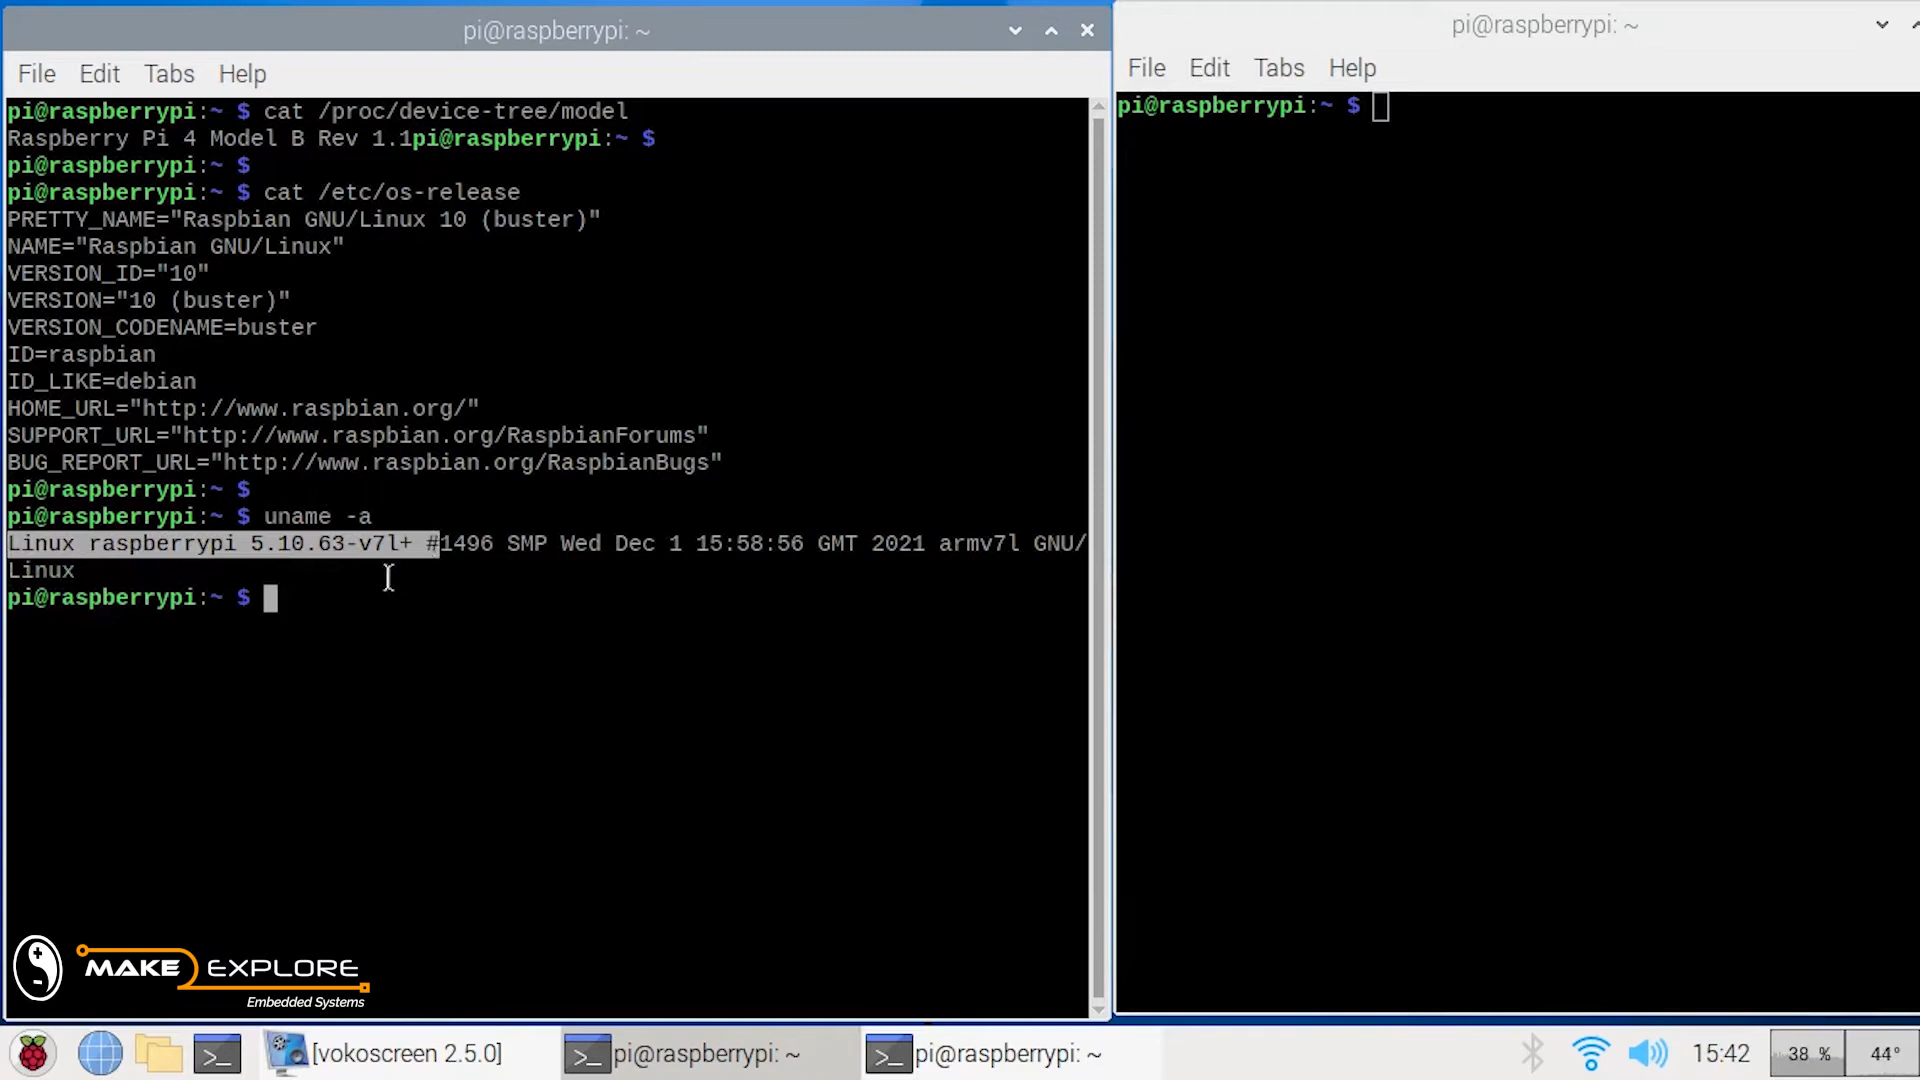 pi@raspberrypi: ~
File Edit Tabs Help
pi@raspberrypi:~ $ cat /proc/device-tree/model
Raspberry Pi 4 Model B Rev 1.1pi@raspberrypi:~ $
pi@raspberrypi:~ $
pi@raspberrypi:~ $ cat /etc/os-release
PRETTY_NAME="Raspbian GNU/Linux 10 (buster)"
NAME="Raspbian GNU/Linux"
VERSION_ID="10"
VERSION="10 (buster)"
VERSION_CODENAME=buster
ID=raspbian
ID_LIKE=debian
HOME_URL="http://www.raspbian.org/"
SUPPORT_URL="http://www.raspbian.org/RaspbianForums"
BUG_REPORT_URL="http://www.raspbian.org/RaspbianBugs"
pi@raspberrypi:~ $
pi@raspberrypi:~ $ uname -a
Linux raspberrypi 5.10.63-v7l+ #1496 SMP Wed Dec 1 15:58:56 GMT 2021 armv7l GNU/
Linux
pi@raspberrypi:~ $
pi@raspberrypi: ~
File Edit Tabs Help
pi@raspberrypi:~ $
MAKE EXPLORE
Embedded Systems
[vokoscreen 2.5.0] pi@raspberrypi: ~ pi@raspberrypi: ~ 15:42 38 % 44°